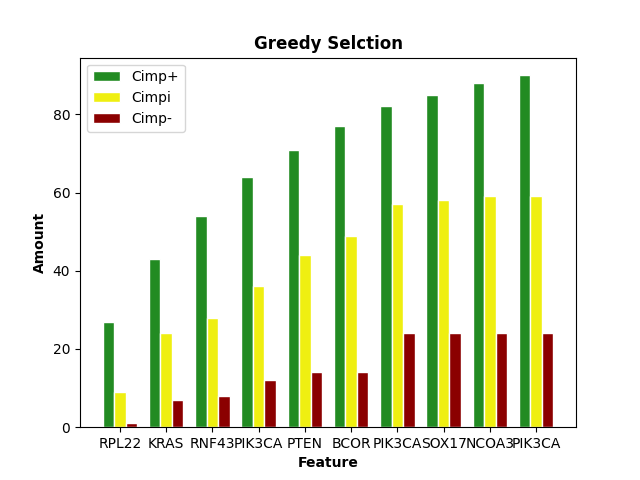 Greedy Selction
Cimp+
Cimpi
Cimp-
80
60
40
20
0
Amount
RPL22 KRAS RNF43 PIK3CA PTEN BCOR PIK3CA SOX17 NCOA3 PIK3CA
Feature